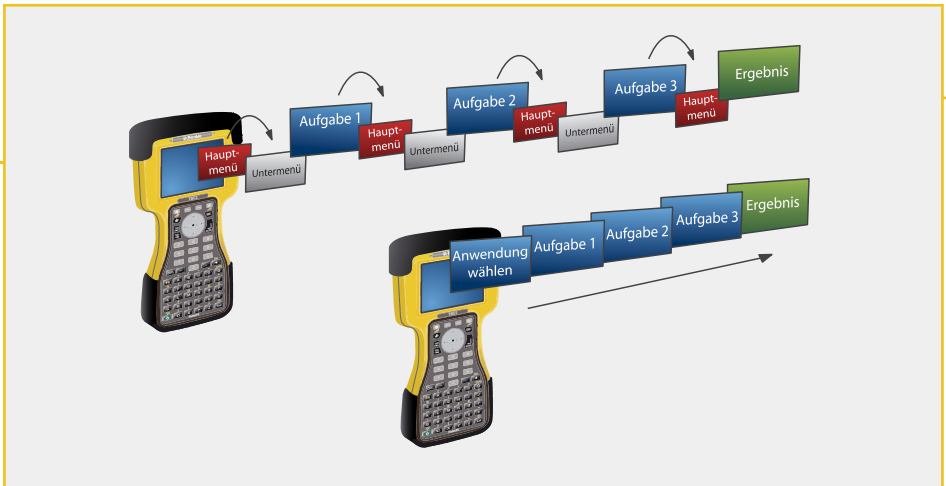 Haupt-
menü
Untermenü
Aufgabe 1
Haupt-
menü
Untermenü
Aufgabe 2
Haupt-
menü
Untermenü
Aufgabe 3
Haupt-
menü
Ergebnis
Anwendung
wählen
Aufgabe 1
Aufgabe 2
Aufgabe 3
Ergebnis